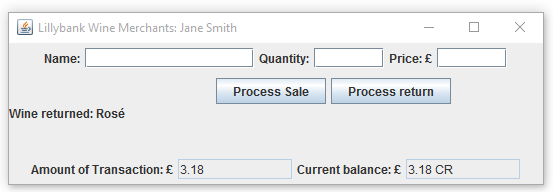 Lillybank Wine Merchants: Jane Smith
Name: Quantity: Price: £
Process Sale Process return
Wine returned: Rosé
Amount of Transaction: £ 3.18 Current balance: £ 3.18 CR